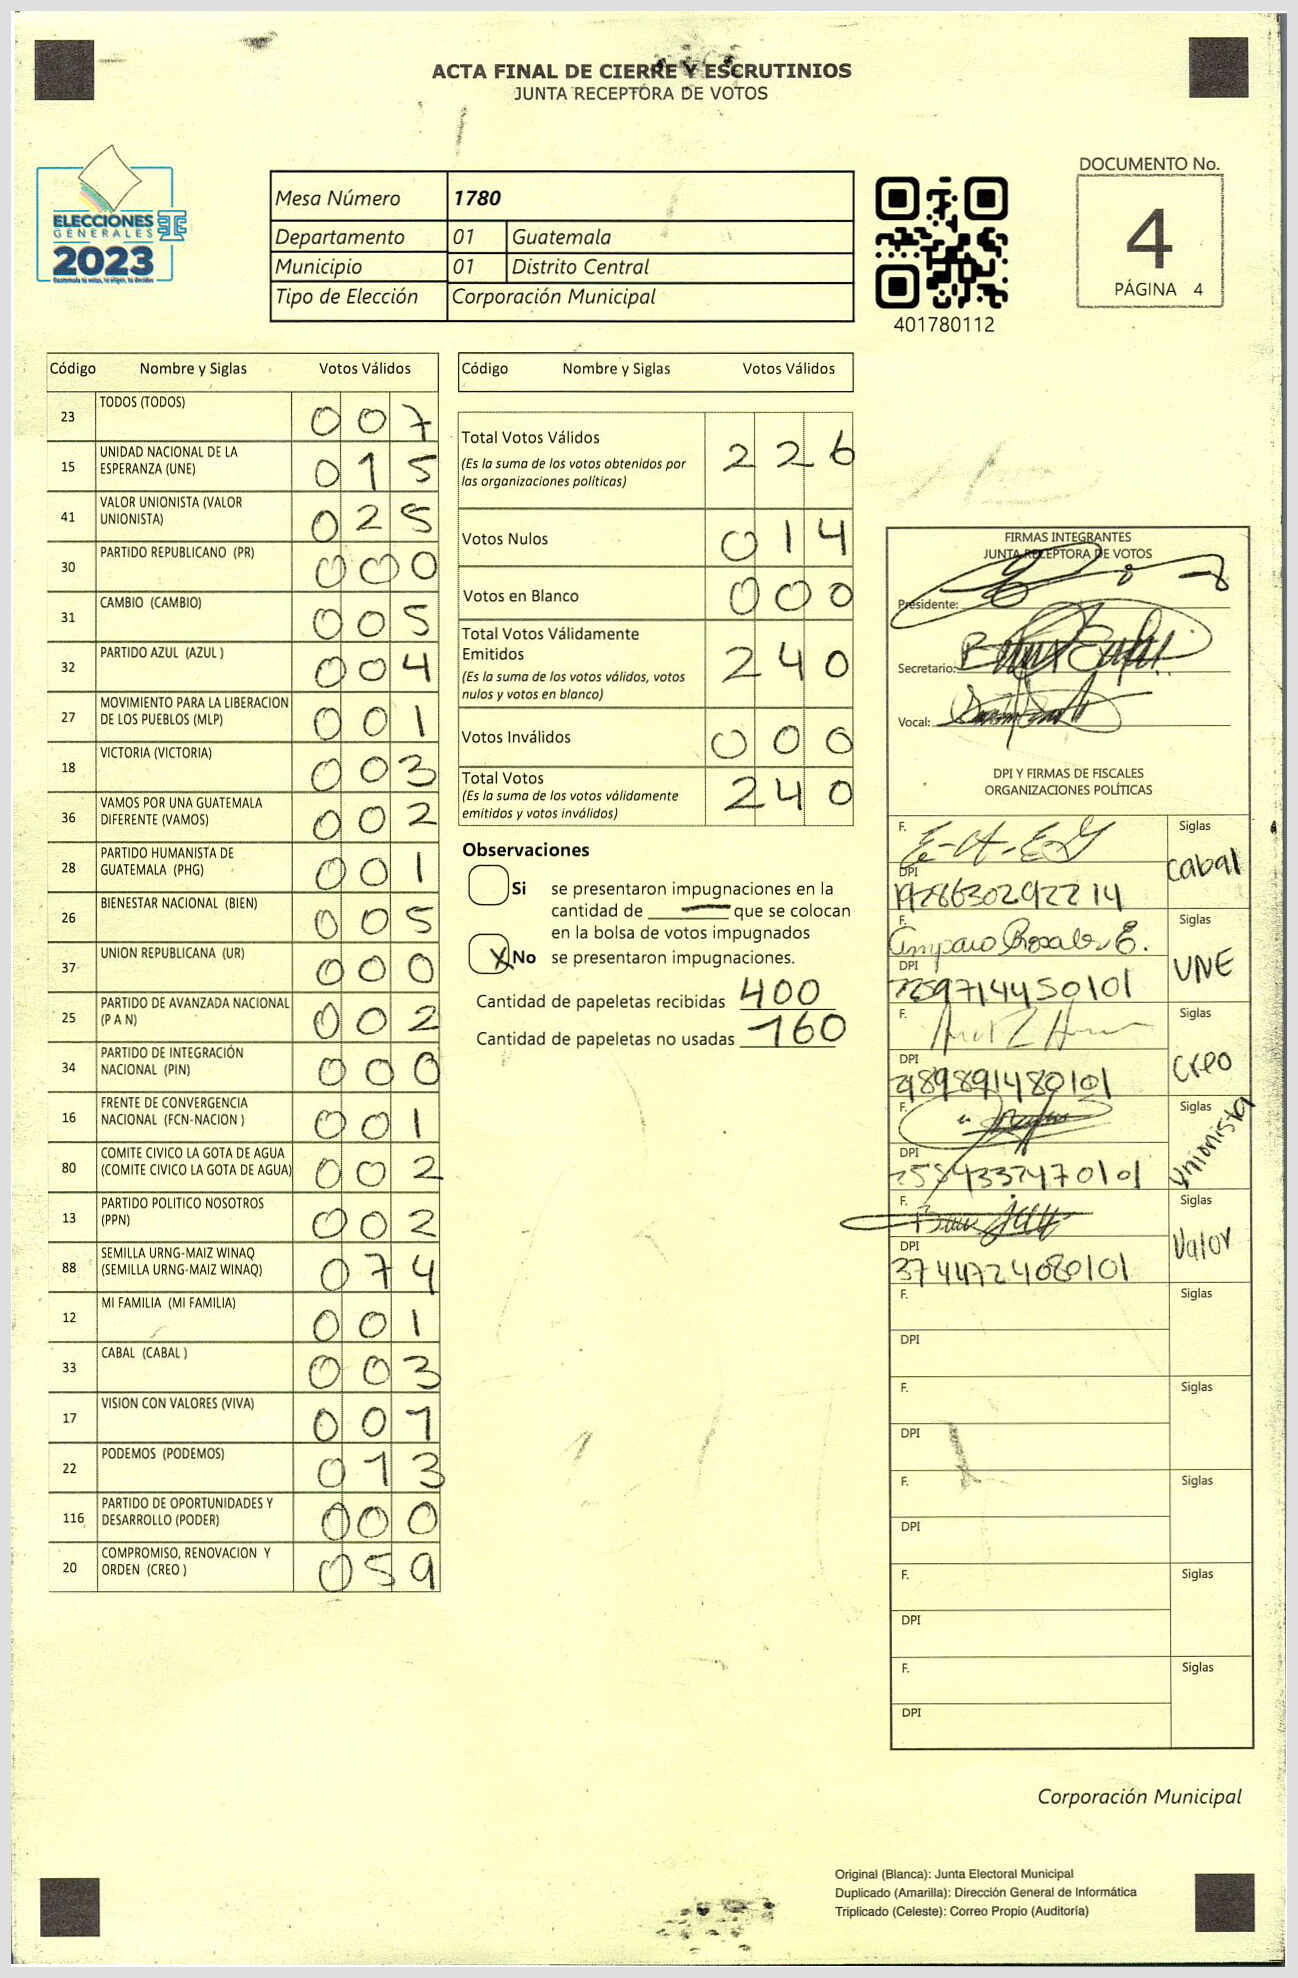 ACTA FINAL DE CIERRE Y ESCRUTINIOS
JUNTA RECEPTORA DE VOTOS
ELECCIONES
GENERALES
2023
Mesa Número 1780
Departamento 01 Guatemala
Municipio 01 Distrito Central
Tipo de Elección Corporación Municipal
401780112
DOCUMENTO No.
4
PÁGINA 4
Código Nombre y Siglas Votos Válidos
23 TODOS (TODOS) 007
15 UNIDAD NACIONAL DE LA
ESPERANZA (UNE) 015
41 VALOR UNIONISTA (VALOR
UNIONISTA) 025
30 PARTIDO REPUBLICANO (PR) 000
31 CAMBIO (CAMBIO) 005
32 PARTIDO AZUL (AZUL ) 004
27 MOVIMIENTO PARA LA LIBERACION
DE LOS PUEBLOS (MLP) 001
18 VICTORIA (VICTORIA) 003
36 VAMOS POR UNA GUATEMALA
DIFERENTE (VAMOS) 002
28 PARTIDO HUMANISTA DE
GUATEMALA (PHG) 001
26 BIENESTAR NACIONAL (BIEN) 005
37 UNION REPUBLICANA (UR) 000
25 PARTIDO DE AVANZADA NACIONAL
(P A N) 002
34 PARTIDO DE INTEGRACIÓN
NACIONAL (PIN) 000
16 FRENTE DE CONVERGENCIA
NACIONAL (FCN-NACION ) 001
80 COMITE CIVICO LA GOTA DE AGUA
(COMITE CIVICO LA GOTA DE AGUA) 002
13 PARTIDO POLITICO NOSOTROS
(PPN) 002
88 SEMILLA URNG-MAIZ WINAQ
(SEMILLA URNG-MAIZ WINAQ) 074
12 MI FAMILIA (MI FAMILIA) 001
33 CABAL (CABAL ) 003
17 VISION CON VALORES (VIVA) 001
22 PODEMOS (PODEMOS) 013
116 PARTIDO DE OPORTUNIDADES Y
DESARROLLO (PODER) 000
20 COMPROMISO, RENOVACION Y
ORDEN (CREO ) 059
Código Nombre y Siglas Votos Válidos
Total Votos Válidos 226
(Es la suma de los votos obtenidos por
las organizaciones políticas)
Votos Nulos 014
Votos en Blanco 000
Total Votos Válidamente
Emitidos 240
(Es la suma de los votos válidos, votos
nulos y votos en blanco)
Votos Inválidos 000
Total Votos 240
(Es la suma de los votos válidamente
emitidos y votos inválidos)
Observaciones
Si se presentaron impugnaciones en la
cantidad de — que se colocan
en la bolsa de votos impugnados
X No se presentaron impugnaciones.
Cantidad de papeletas recibidas 400
Cantidad de papeletas no usadas 160
FIRMAS INTEGRANTES
JUNTA RECEPTORA DE VOTOS
Presidente:
Secretario:
Vocal:
DPI Y FIRMAS DE FISCALES
ORGANIZACIONES POLÍTICAS
F. Siglas
Cabal
DPI
F. Siglas
Amparo Rosales E.
UNE
DPI
F. Siglas
Creo
DPI
F. Siglas
Unionista
DPI
F. Siglas
Valor
DPI
3744724080101
F. Siglas
DPI
F. Siglas
DPI
F. Siglas
DPI
F. Siglas
DPI
F. Siglas
DPI
Corporación Municipal
Original (Blanca): Junta Electoral Municipal
Duplicado (Amarilla): Dirección General de Informática
Triplicado (Celeste): Correo Propio (Auditoría)